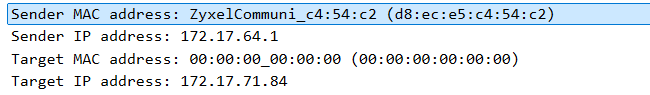 Sender MAC address: ZyxelCommuni_c4:54:c2 (d8:ec:e5:c4:54:c2)
Sender IP address: 172.17.64.1
Target MAC address: 00:00:00_00:00:00 (00:00:00:00:00:00)
Target IP address: 172.17.71.84